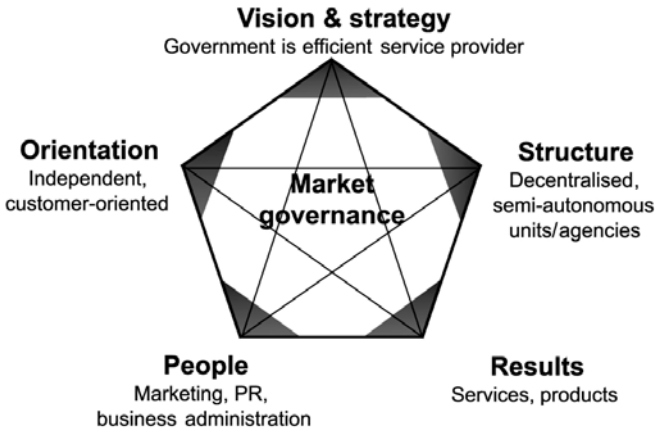 Vision & strategy
Government is efficient service provider
Orientation
Independent,
customer-oriented
Market
governance
Structure
Decentralised,
semi-autonomous
units/agencies
People
Marketing, PR,
business administration
Results
Services, products